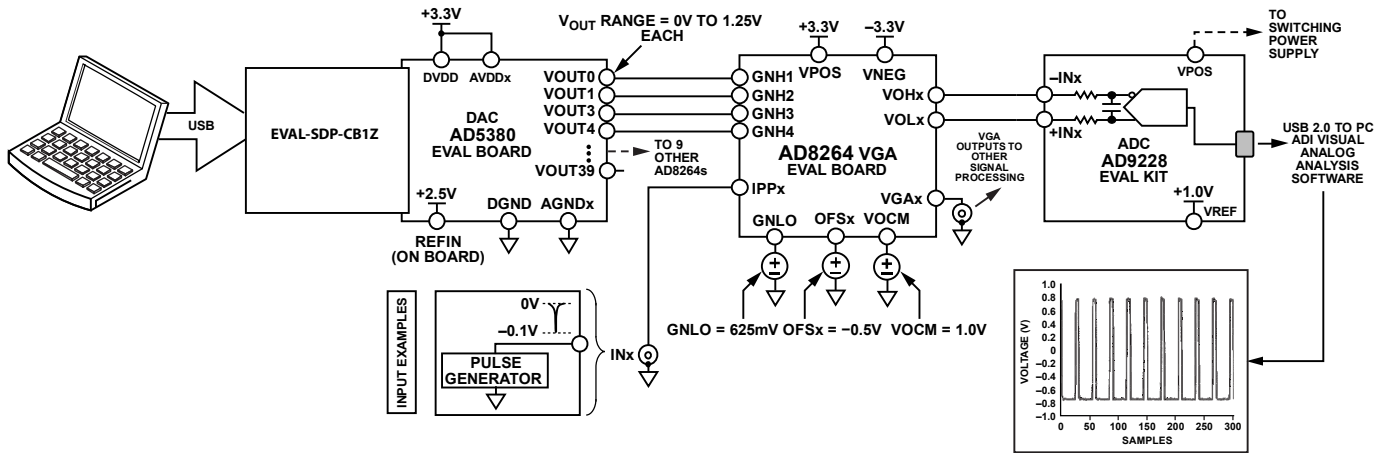 USB
EVAL-SDP-CB1Z
+3.3V
DVDD
AVDDx
DAC
AD5380
EVAL BOARD
VOUT0
VOUT1
VOUT3
VOUT4
VOUT39
+2.5V
REFIN
(ON BOARD)
DGND
AGNDx
VOUT RANGE = 0V TO 1.25V
EACH
TO 9
OTHER
AD8264s
+3.3V
–3.3V
VPOS
VNEG
GNH1
GNH2
GNH3
GNH4
IPPx
AD8264 VGA
EVAL BOARD
VOHx
VOLx
VGAx
GNLO
OFSx
VOCM
GNLO = 625mV
OFSx = –0.5V
VOCM = 1.0V
VGA
OUTPUTS TO
OTHER
SIGNAL
PROCESSING
–INx
+INx
VPOS
TO
SWITCHING
POWER
SUPPLY
ADC
AD9228
EVAL KIT
+1.0V
VREF
USB 2.0 TO PC
ADI VISUAL
ANALOG
ANALYSIS
SOFTWARE
INPUT EXAMPLES
0V
–0.1V
PULSE
GENERATOR
INx
VOLTAGE (V)
1.0
0.8
0.6
0.4
0.2
0
–0.2
–0.4
–0.6
–0.8
–1.0
0
50
100
150
200
250
300
SAMPLES